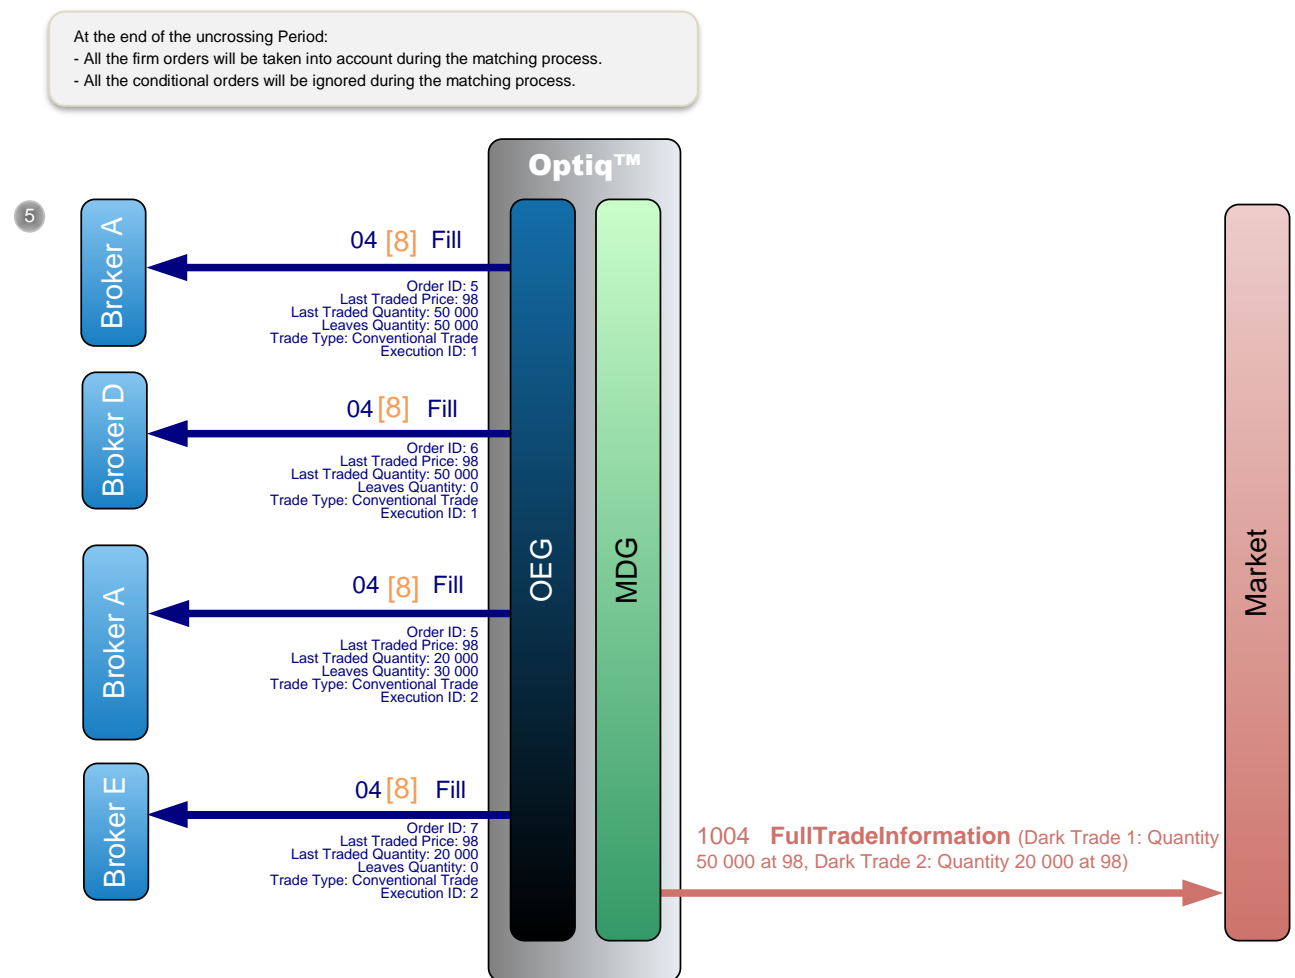 At the end of the uncrossing Period:
- All the firm orders will be taken into account during the matching process.
- All the conditional orders will be ignored during the matching process.
Optiq™
5
Broker A
04 [8] Fill
Order ID: 5
Last Traded Price: 98
Last Traded Quantity: 50 000
Leaves Quantity: 50 000
Trade Type: Conventional Trade
Execution ID: 1
Broker D
04 [8] Fill
Order ID: 6
Last Traded Price: 98
Last Traded Quantity: 50 000
Leaves Quantity: 0
Trade Type: Conventional Trade
Execution ID: 1
Broker A
04 [8] Fill
Order ID: 5
Last Traded Price: 98
Last Traded Quantity: 20 000
Leaves Quantity: 30 000
Trade Type: Conventional Trade
Execution ID: 2
Broker E
04 [8] Fill
Order ID: 7
Last Traded Price: 98
Last Traded Quantity: 20 000
Leaves Quantity: 0
Trade Type: Conventional Trade
Execution ID: 2
OEG
MDG
1004 FullTradeInformation (Dark Trade 1: Quantity
50 000 at 98, Dark Trade 2: Quantity 20 000 at 98)
Market